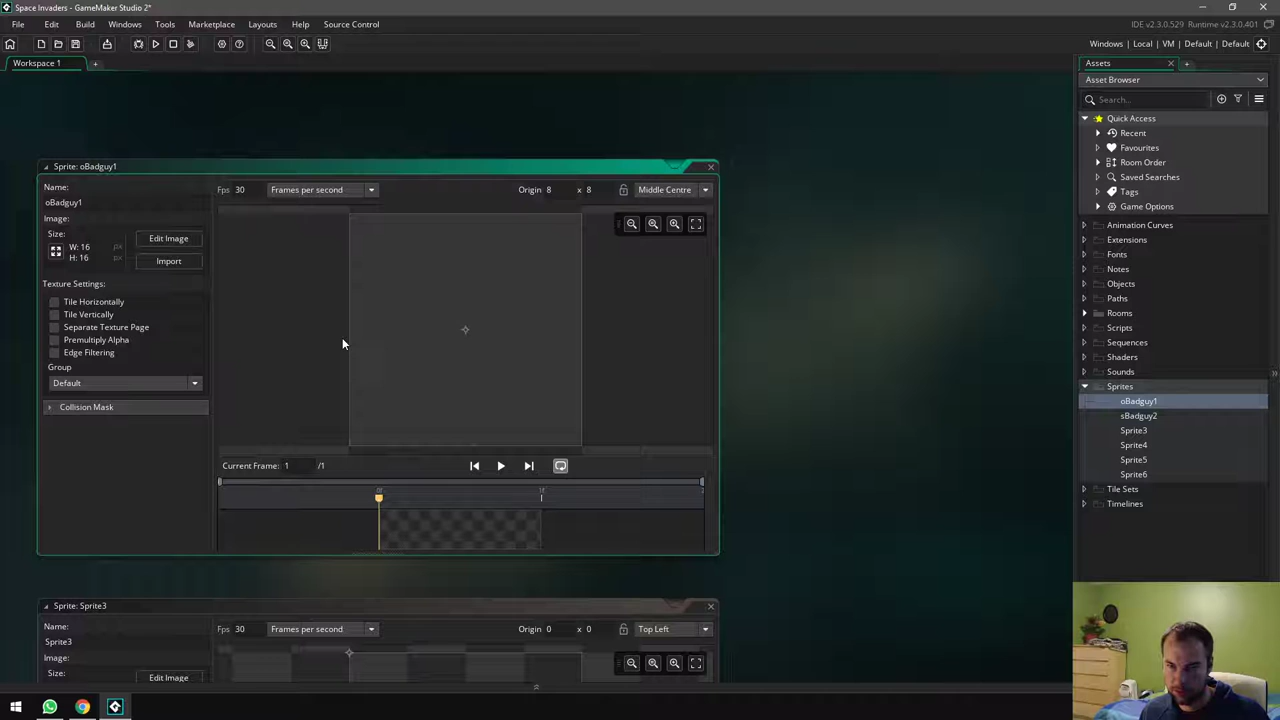 Space Invaders - GameMaker Studio 2*
File Edit Build Windows Tools Marketplace Layouts Source Control
IDE v2.3.0.529 Runtime v2.3.0.401
Windows | Local | VM | Default | Default
Workspace 1
Assets
Asset Browser
Search...
Quick Access
Recent
Favourites
Room Order
Saved Searches
Tags
Game Options
Animation Curves
Extensions
Fonts
Notes
Objects
Paths
Rooms
Scripts
Sequences
Shaders
Sounds
Sprites
oBadguy1
sBadguy2
Sprite3
Sprite4
Sprite5
Sprite6
Tile Sets
Timelines
Sprite: oBadguy1
Name:
oBadguy1
Image:
Size:
W: 16 px
H: 16 px
Edit Image
Import
Texture Settings:
Tile Horizontally
Tile Vertically
Separate Texture Page
Premultiply Alpha
Edge Filtering
Group
Default
Collision Mask
Fps 30 Frames per second
Origin 8 x 8 Middle Centre
Current Frame: 1 /1
0f 1f
Sprite: Sprite3
Name:
Sprite3
Image:
Size:
Edit Image
Fps 30 Frames per second
Origin 0 x 0 Top Left